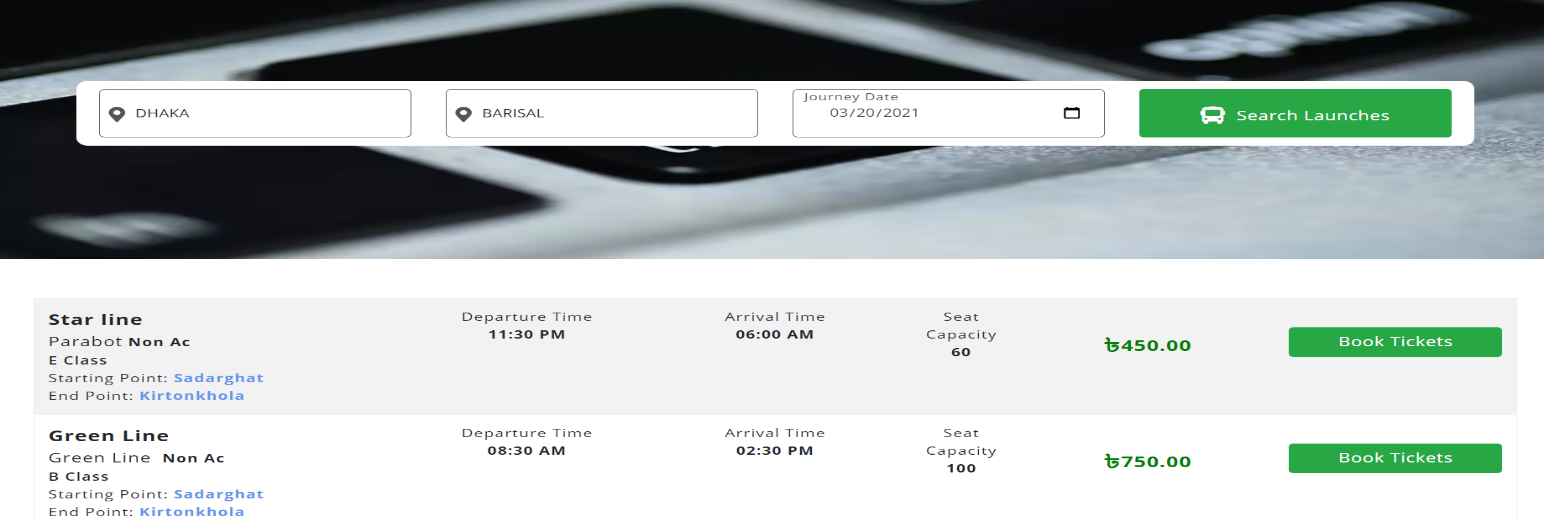 DHAKA
BARISAL
Journey Date
03/20/2021
Search Launches
Star line
Parabot Non Ac
E Class
Starting Point: Sadarghat
End Point: Kirtonkhola
Departure Time
11:30 PM
Arrival Time
06:00 AM
Seat
Capacity
60
৳450.00
Book Tickets
Green Line
Green Line Non Ac
B Class
Starting Point: Sadarghat
End Point: Kirtonkhola
Departure Time
08:30 AM
Arrival Time
02:30 PM
Seat
Capacity
100
৳750.00
Book Tickets